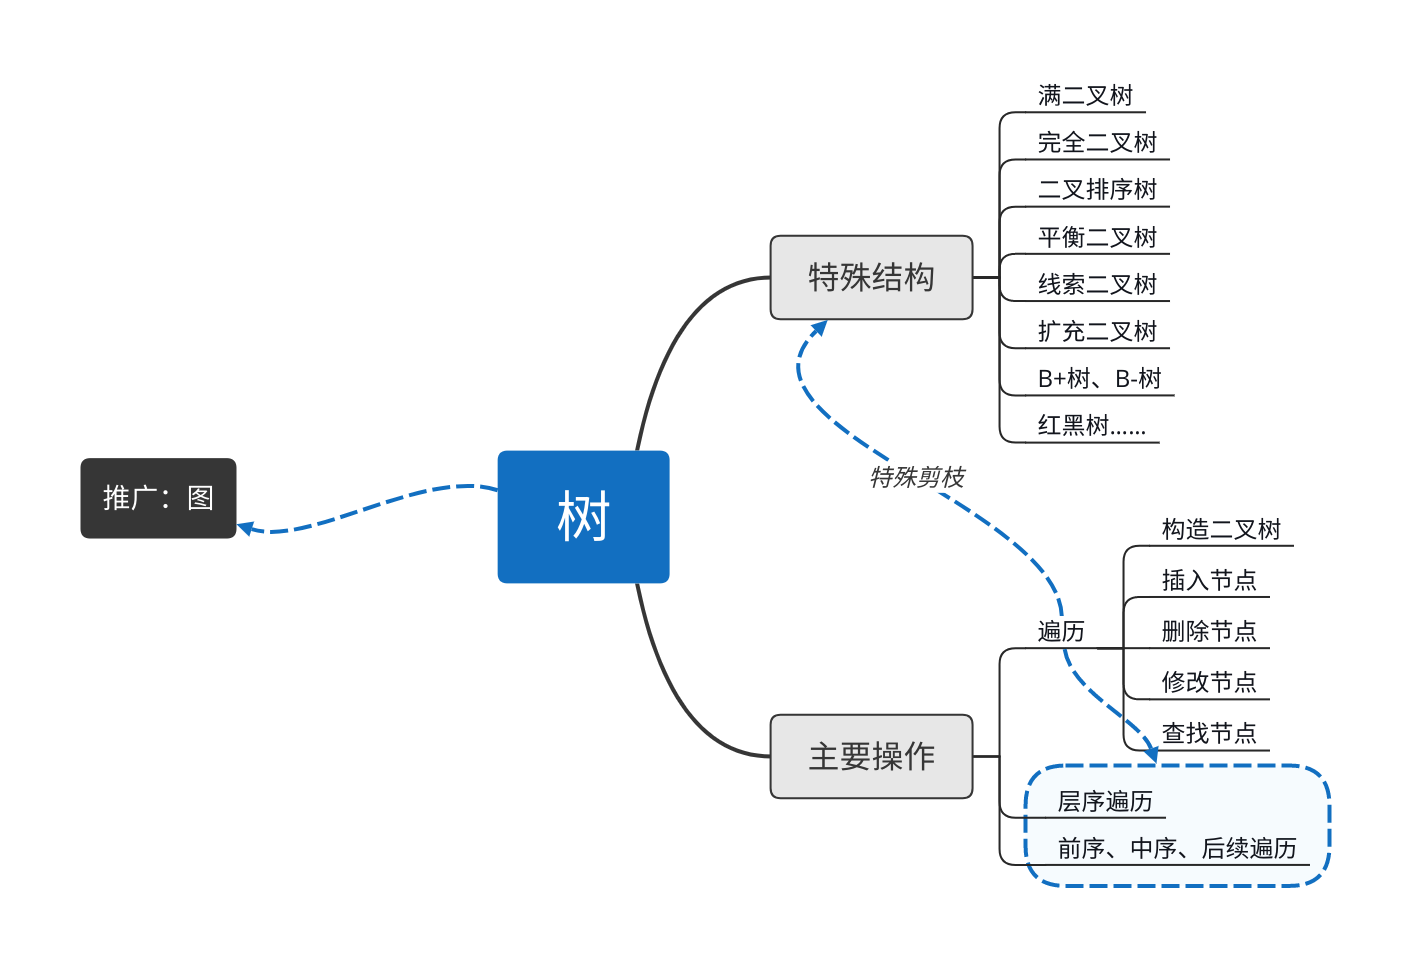 满二叉树
完全二叉树
二叉排序树
平衡二叉树
特殊结构
线索二叉树
扩充二叉树
B+树、B-树
红黑树……
特殊剪枝
推广：图
树
构造二叉树
插入节点
遍历
删除节点
修改节点
查找节点
主要操作
层序遍历
前序、中序、后续遍历